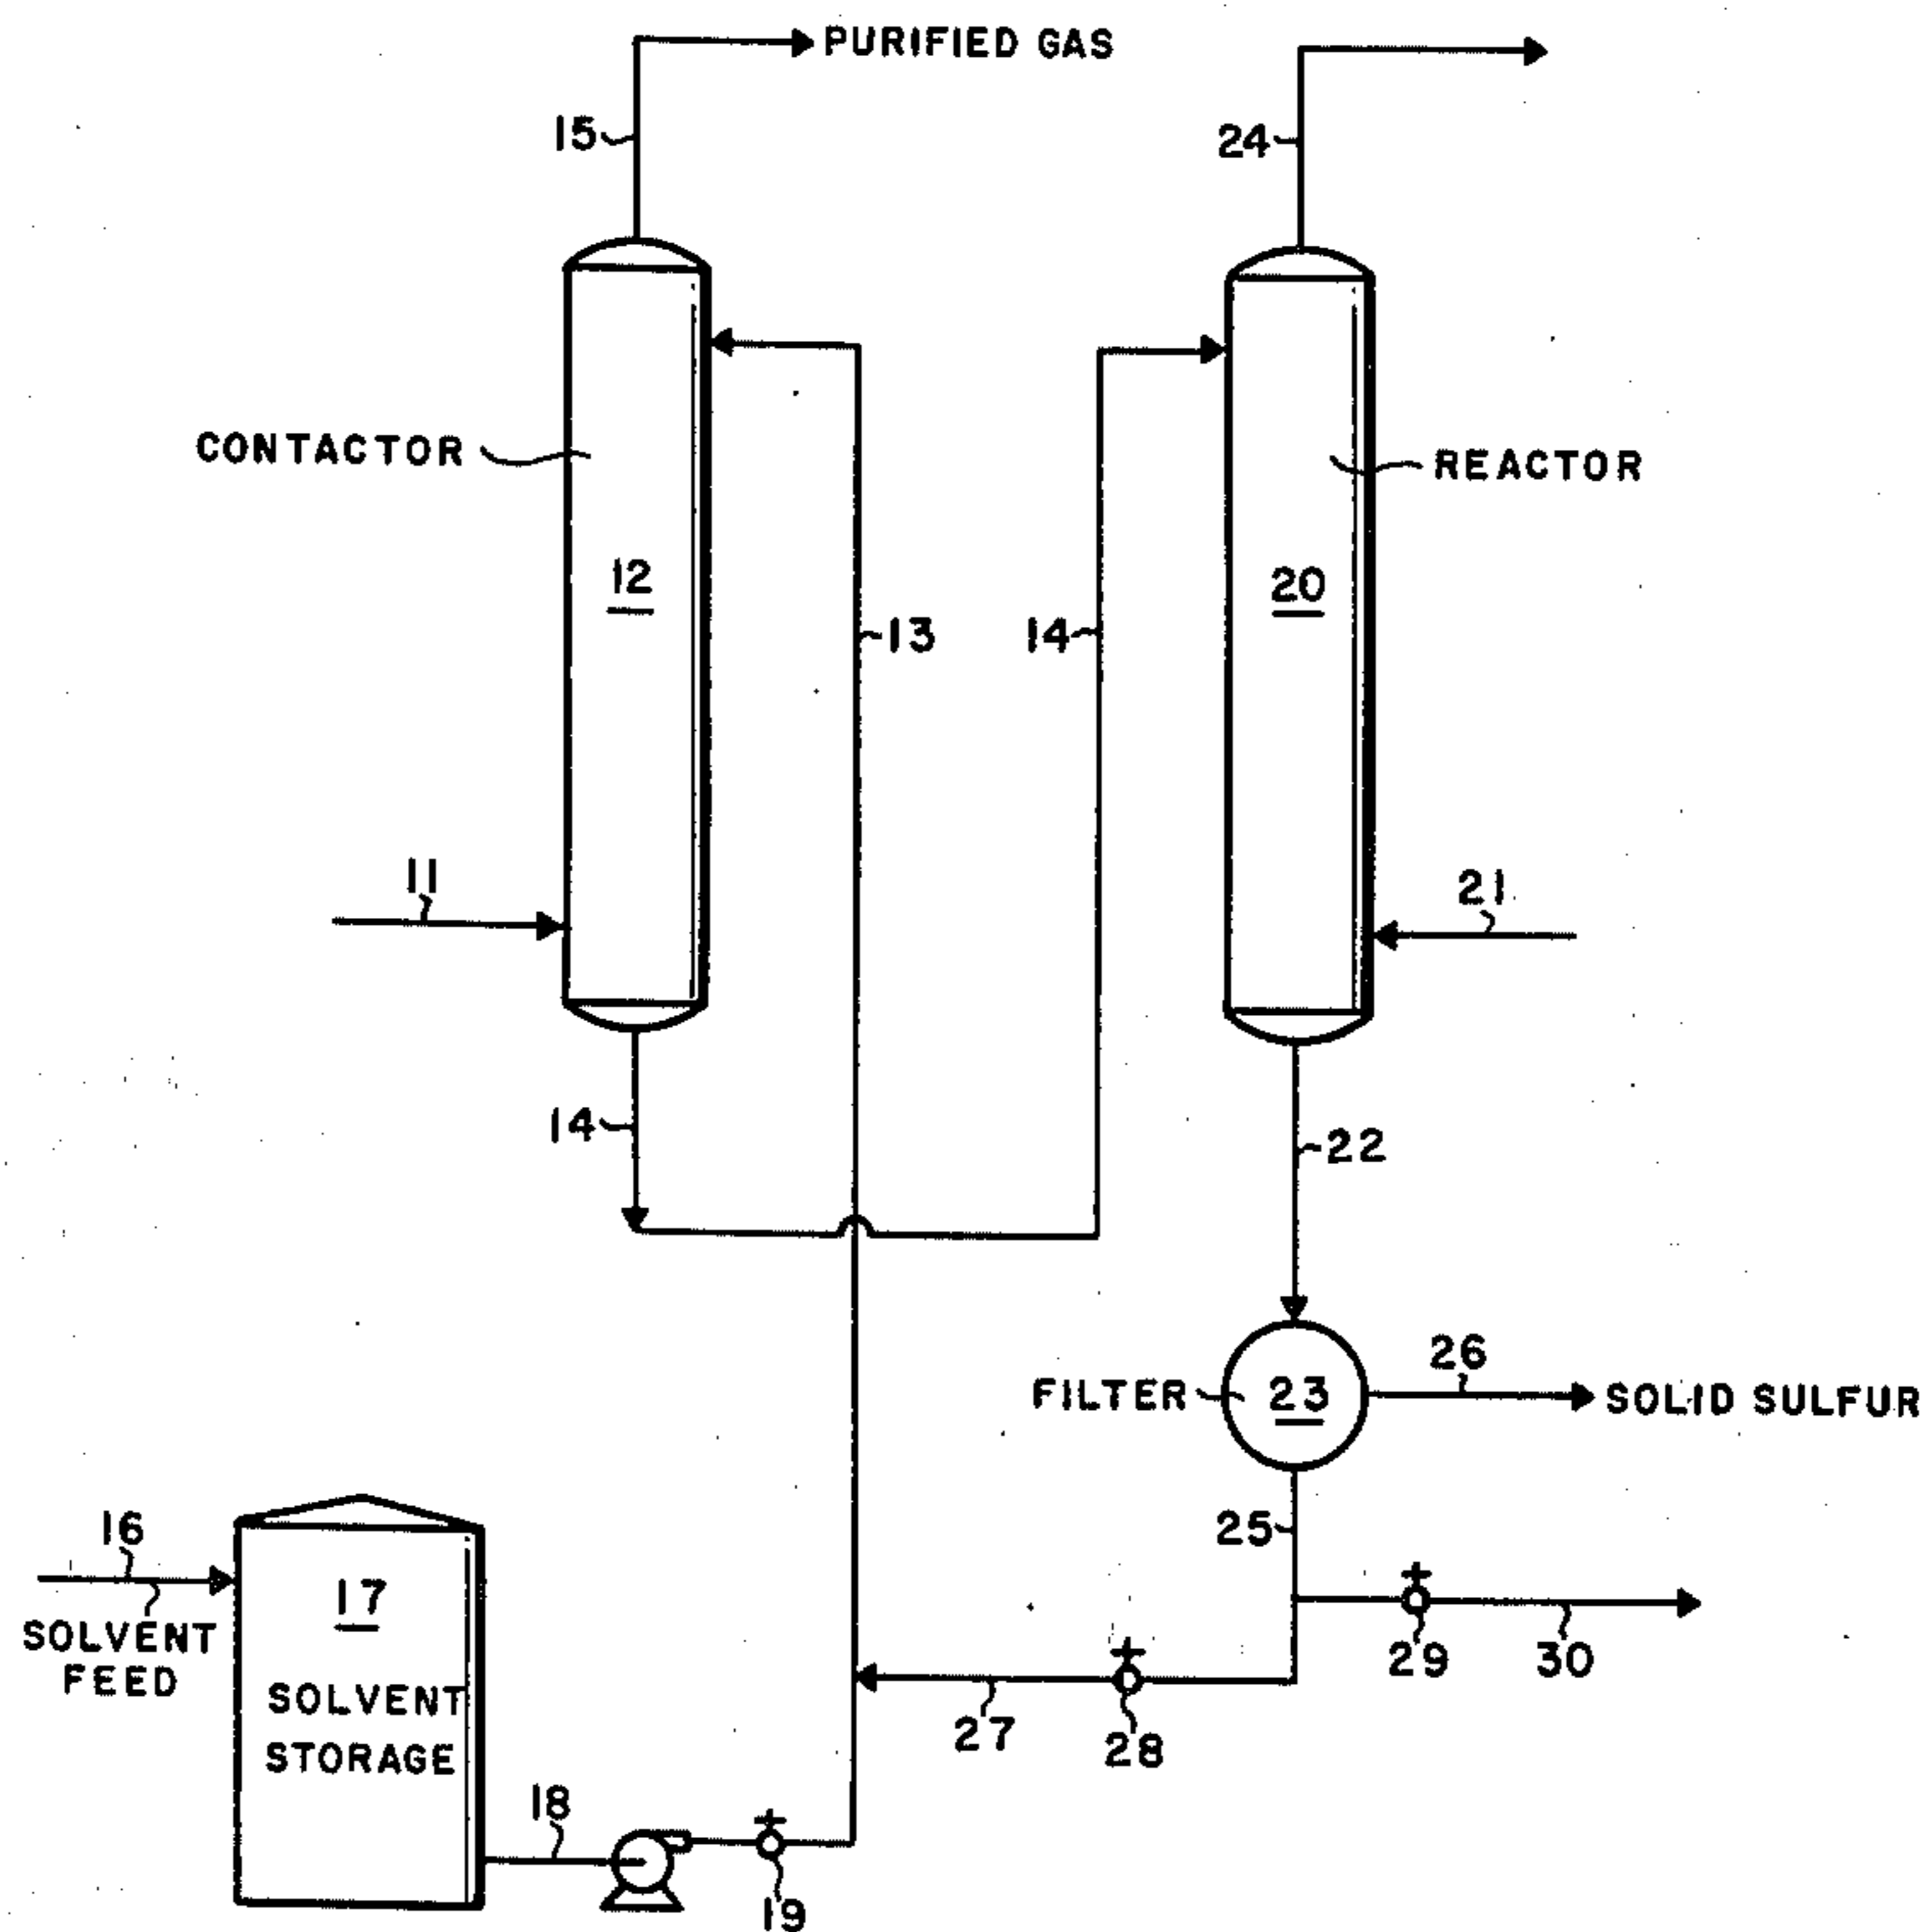 PURIFIED GAS
15
24
CONTACTOR
REACTOR
12
20
13
14
11
21
14
22
26
FILTER
23
SOLID SULFUR
25
16
17
SOLVENT
FEED
SOLVENT
STORAGE
29
30
27
28
18
19